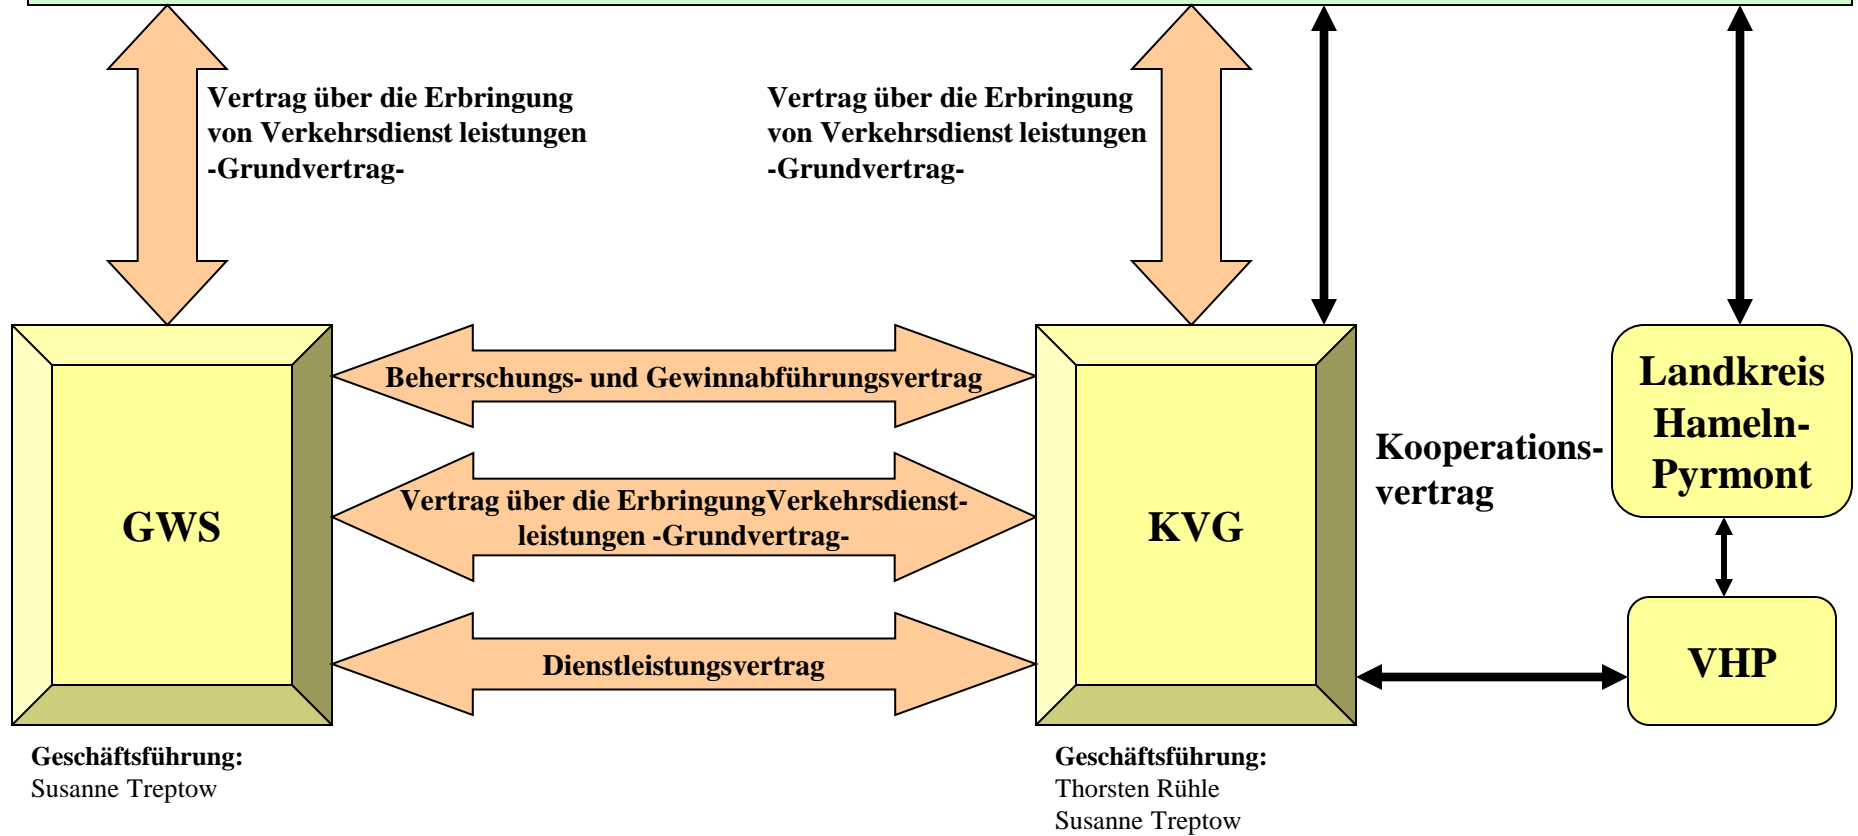 Vertrag über die Erbringung
von Verkehrsdienst leistungen
-Grundvertrag-
Vertrag über die Erbringung
von Verkehrsdienst leistungen
-Grundvertrag-
GWS
Beherrschungs- und Gewinnabführungsvertrag
Vertrag über die ErbringungVerkehrsdienst-
leistungen -Grundvertrag-
Dienstleistungsvertrag
KVG
Kooperations-
vertrag
Landkreis
Hameln-
Pyrmont
VHP
Geschäftsführung:
Susanne Treptow
Geschäftsführung:
Thorsten Rühle
Susanne Treptow